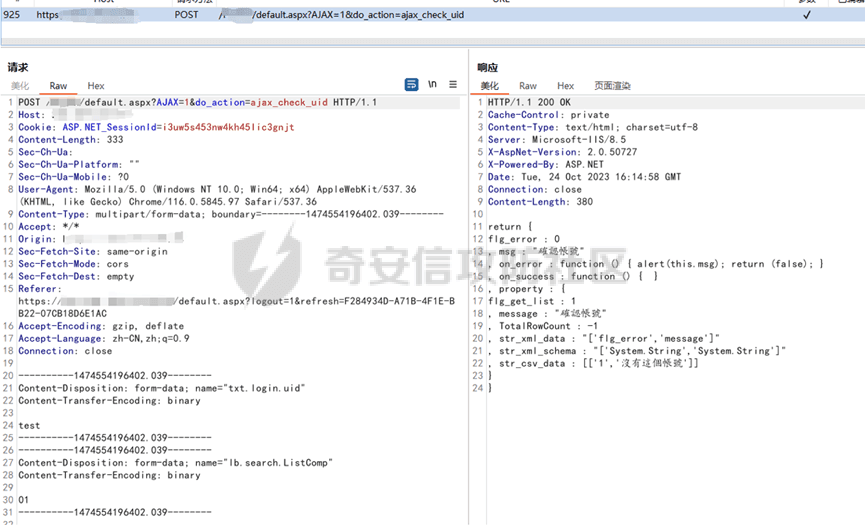 Host
请求方法
URL
参数
925
https
POST
/default.aspx?AJAX=1&do_action=ajax_check_uid
✓
请求
美化 Raw Hex
\n
1 POST /default.aspx?AJAX=1&do_action=ajax_check_uid HTTP/1.1
2 Host:
3 Cookie: ASP.NET_SessionId=i3uw5s453nw4kh45lic3gnjt
4 Content-Length: 333
5 Sec-Ch-Ua:
6 Sec-Ch-Ua-Platform: ""
7 Sec-Ch-Ua-Mobile: ?0
8 User-Agent: Mozilla/5.0 (Windows NT 10.0; Win64; x64) AppleWebKit/537.36
(KHTML, like Gecko) Chrome/116.0.5845.97 Safari/537.36
9 Content-Type: multipart/form-data; boundary=--------1474554196402.039--------
10 Accept: */*
11 Origin:
12 Sec-Fetch-Site: same-origin
13 Sec-Fetch-Mode: cors
14 Sec-Fetch-Dest: empty
15 Referer:
https:/ /default.aspx?logout=1&refresh=F284934D-A71B-4F1E-B
B22-07CB18D6E1AC
16 Accept-Encoding: gzip, deflate
17 Accept-Language: zh-CN,zh;q=0.9
18 Connection: close
19
20 ----------1474554196402.039--------
21 Content-Disposition: form-data; name="txt.login.uid"
22 Content-Transfer-Encoding: binary
23
24 test
25 ----------1474554196402.039--------
26 ----------1474554196402.039--------
27 Content-Disposition: form-data; name="lb.search.ListComp"
28 Content-Transfer-Encoding: binary
29
30 01
31 ----------1474554196402.039--------
响应
美化 Raw Hex 页面渲染
1 HTTP/1.1 200 OK
2 Cache-Control: private
3 Content-Type: text/html; charset=utf-8
4 Server: Microsoft-IIS/8.5
5 X-AspNet-Version: 2.0.50727
6 X-Powered-By: ASP.NET
7 Date: Tue, 24 Oct 2023 16:14:58 GMT
8 Connection: close
9 Content-Length: 380
10
11 return {
12 flg_error : 0
13 , msg : "確認帳號"
14 , on_error : function () { alert(this.msg); return (false); }
15 , on_success : function () { }
16 , property : {
17 flg_get_list : 1
18 , message : "確認帳號"
19 , TotalRowCount : -1
20 , str_xml_data : "['flg_error','message']"
21 , str_xml_schema : "['System.String','System.String']"
22 , str_csv_data : [['1','沒有這個帳號']]
23 }
24 }
奇安信攻防社区